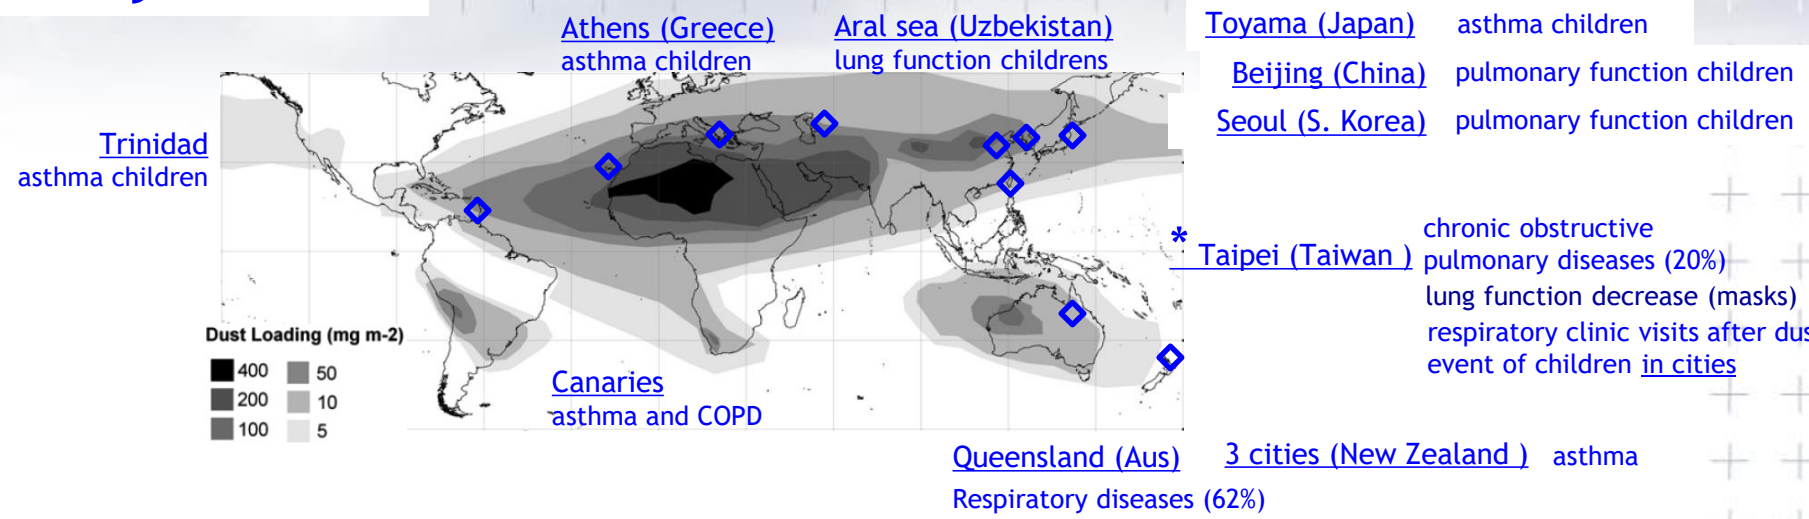 Athens (Greece)
asthma children
Aral sea (Uzbekistan)
lung function childrens
Toyama (Japan) asthma children
Beijing (China) pulmonary function children
Seoul (S. Korea) pulmonary function children
Trinidad
asthma children
* Taipei (Taiwan )
chronic obstructive
pulmonary diseases (20%)
lung function decrease (masks)
respiratory clinic visits after
event of children in cities
Dust Loading (mg m-2)
400 50
200 10
100 5
Canaries
asthma and COPD
Queensland (Aus)
Respiratory diseases (62%)
3 cities (New Zealand ) asthma